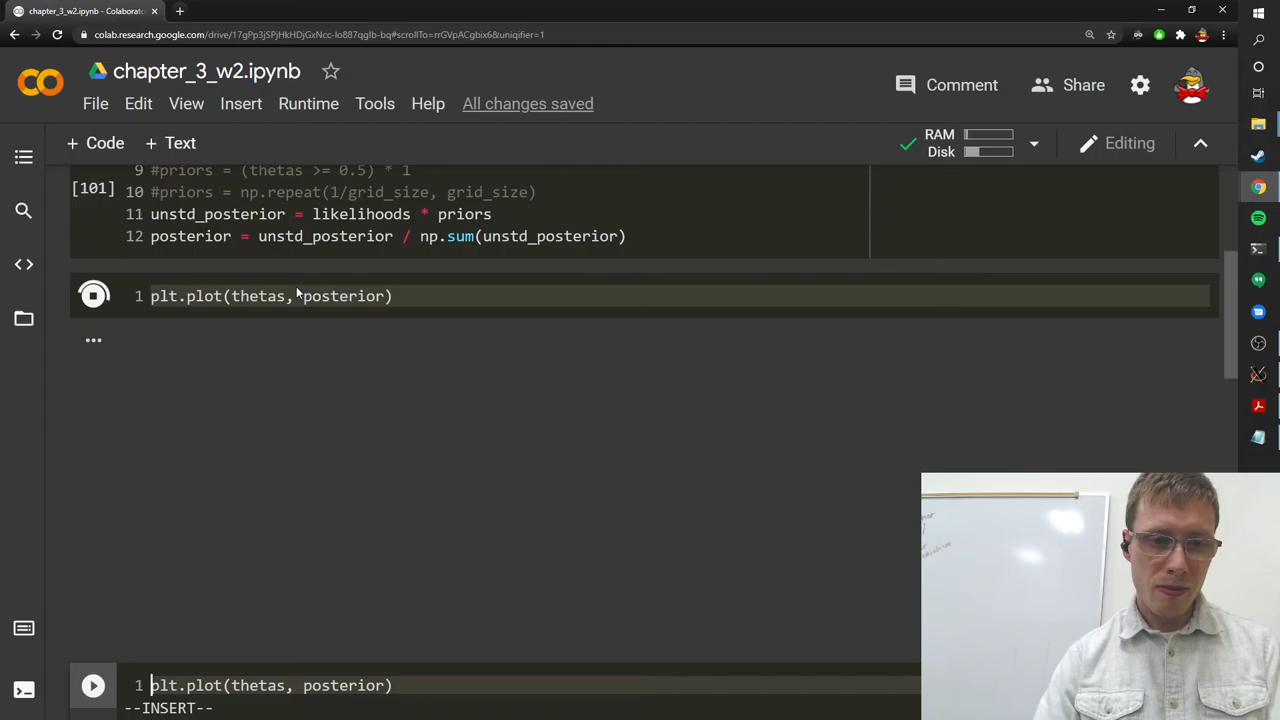 chapter_3_w2.ipynb - Colaborato
colab.research.google.com/drive/17gPp3jSPjHkHDjGxNcc-Io887qgIb-bq#scrollTo=rrGVpACgbix6&uniqifier=1
chapter_3_w2.ipynb
Comment
Share
File Edit View Insert Runtime Tools Help All changes saved
+ Code + Text
RAM
Disk
Editing
9 #priors = (thetas >= 0.5) * 1
[101] 10 #priors = np.repeat(1/grid_size, grid_size)
11 unstd_posterior = likelihoods * priors
12 posterior = unstd_posterior / np.sum(unstd_posterior)
1 plt.plot(thetas, posterior)
1 plt.plot(thetas, posterior)
--INSERT--